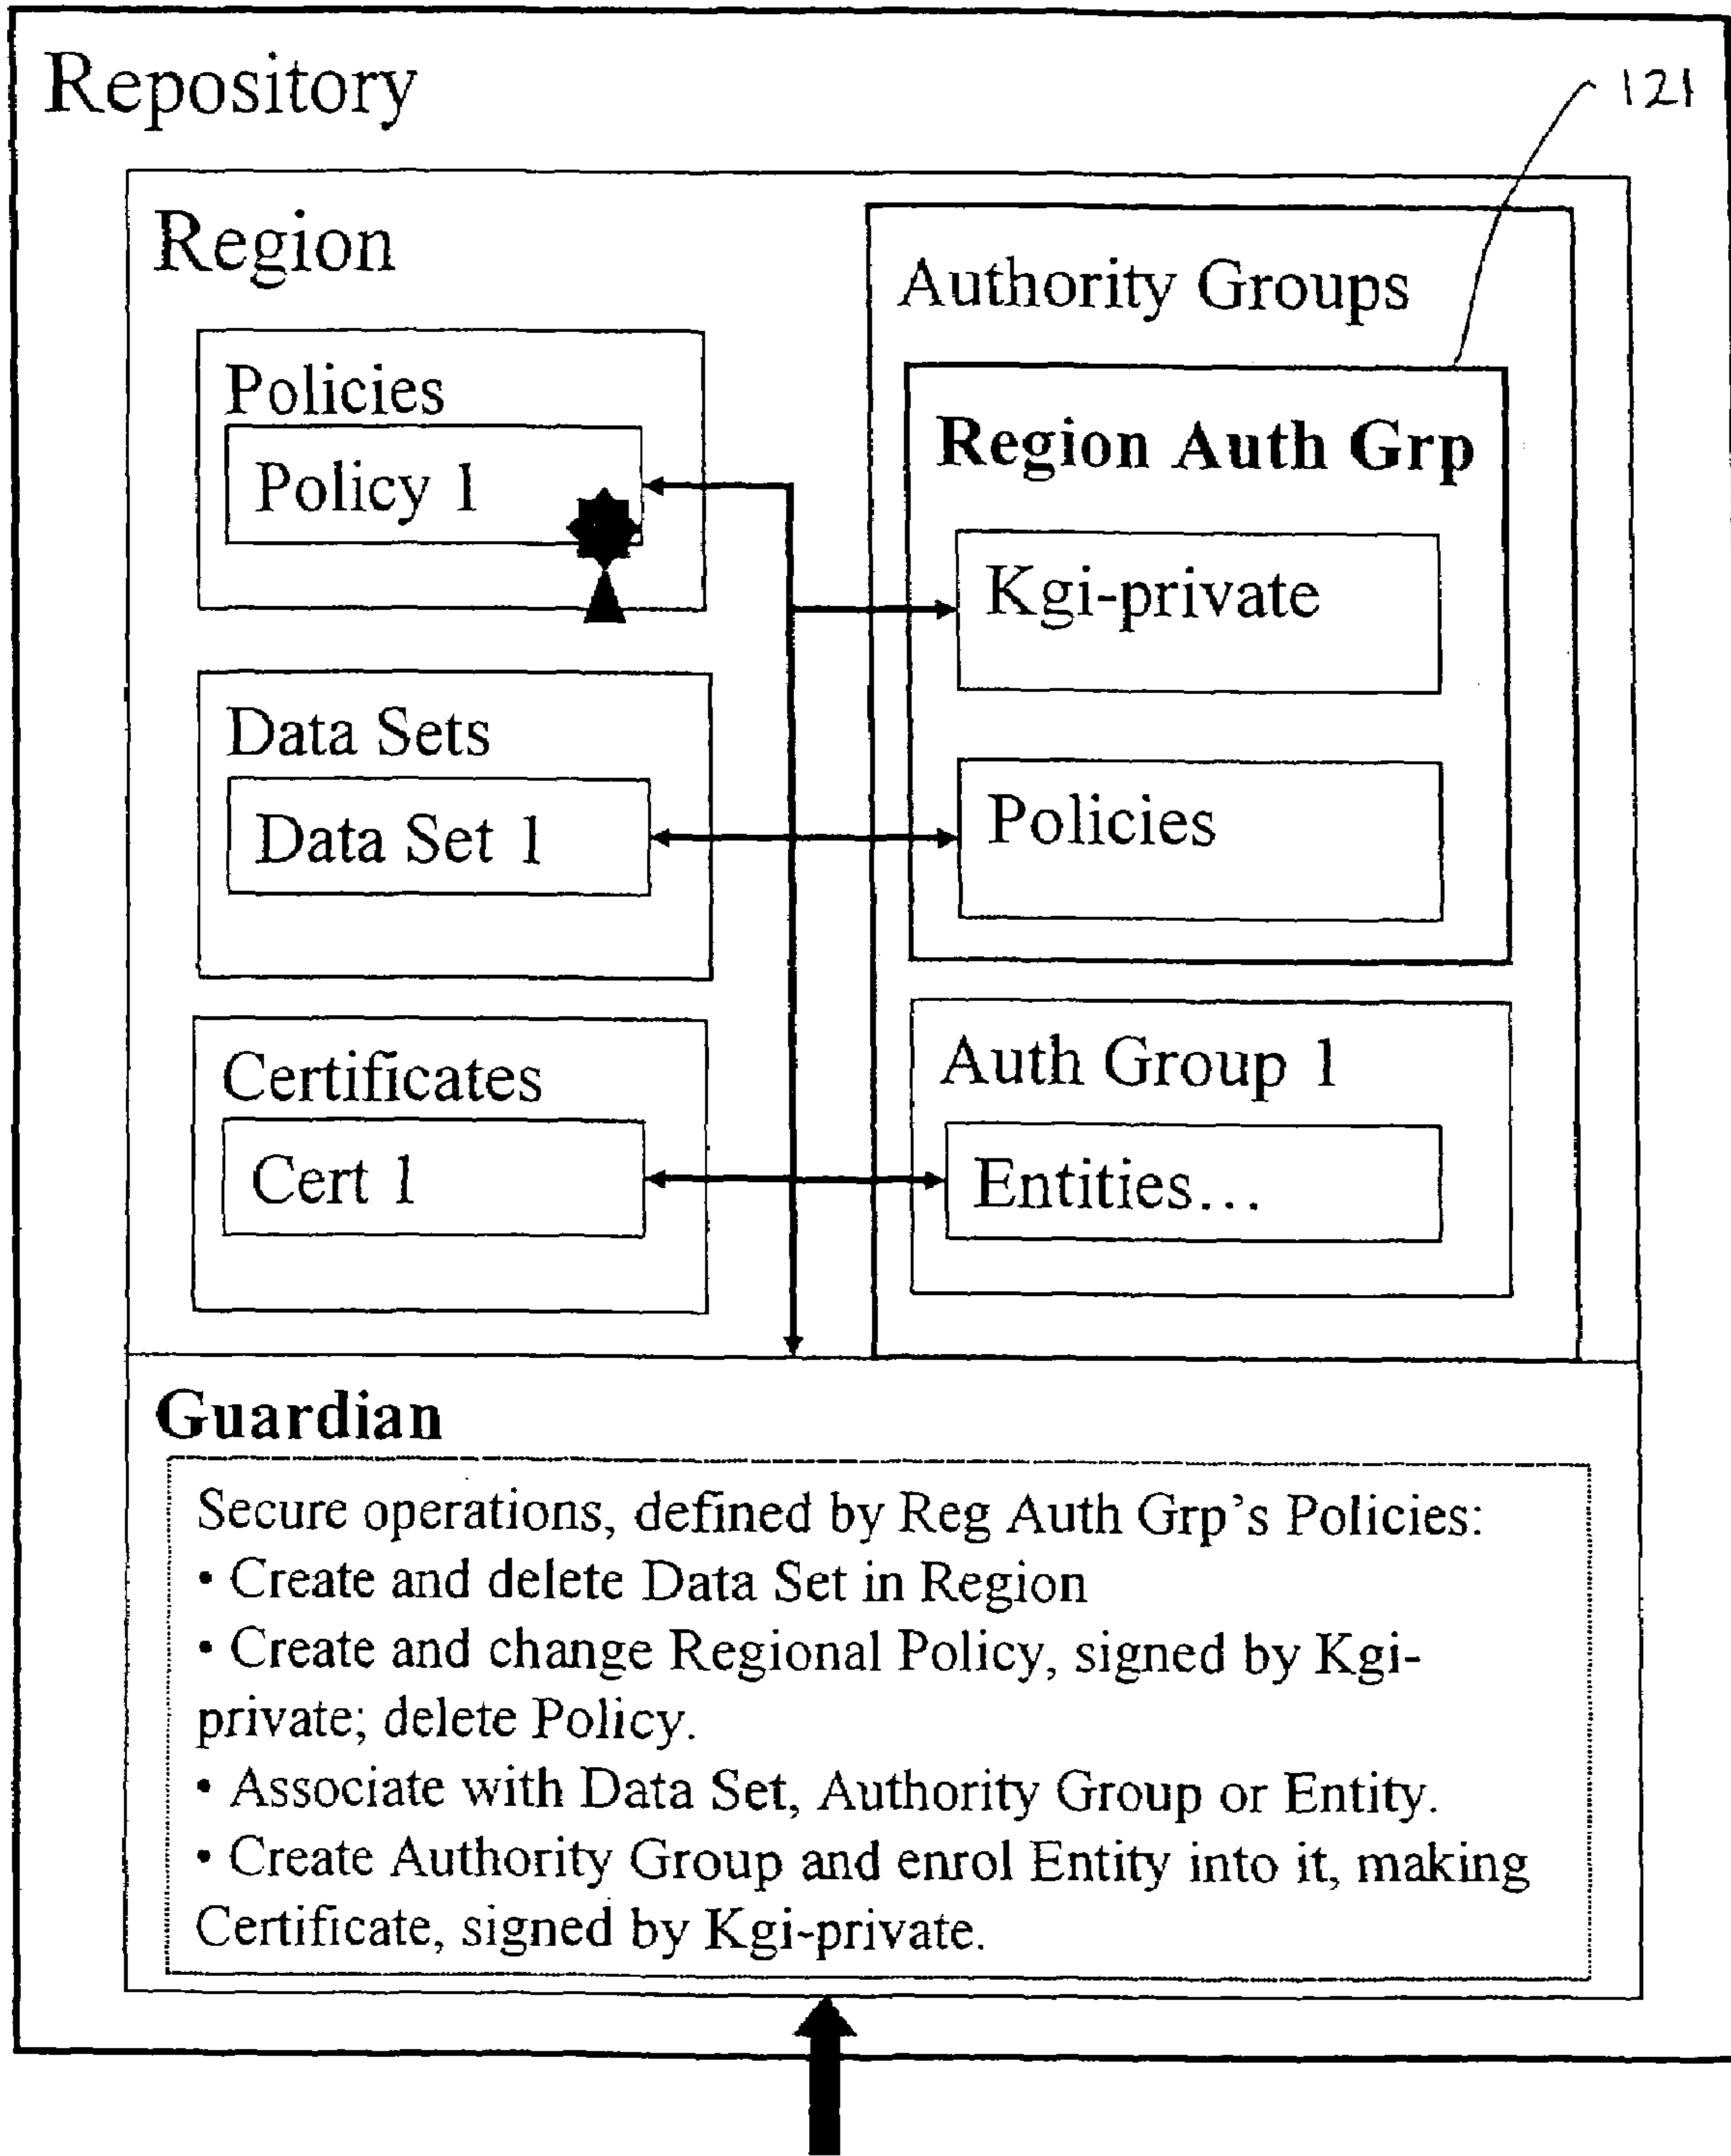 Repository
121
Region
Policies
Policy 1
Data Sets
Data Set 1
Certificates
Cert 1
Authority Groups
Region Auth Grp
Kgi-private
Policies
Auth Group 1
Entities...
Guardian
Secure operations, defined by Reg Auth Grp's Policies:
• Create and delete Data Set in Region
• Create and change Regional Policy, signed by Kgi-
private; delete Policy.
• Associate with Data Set, Authority Group or Entity.
• Create Authority Group and enrol Entity into it, making
Certificate, signed by Kgi-private.